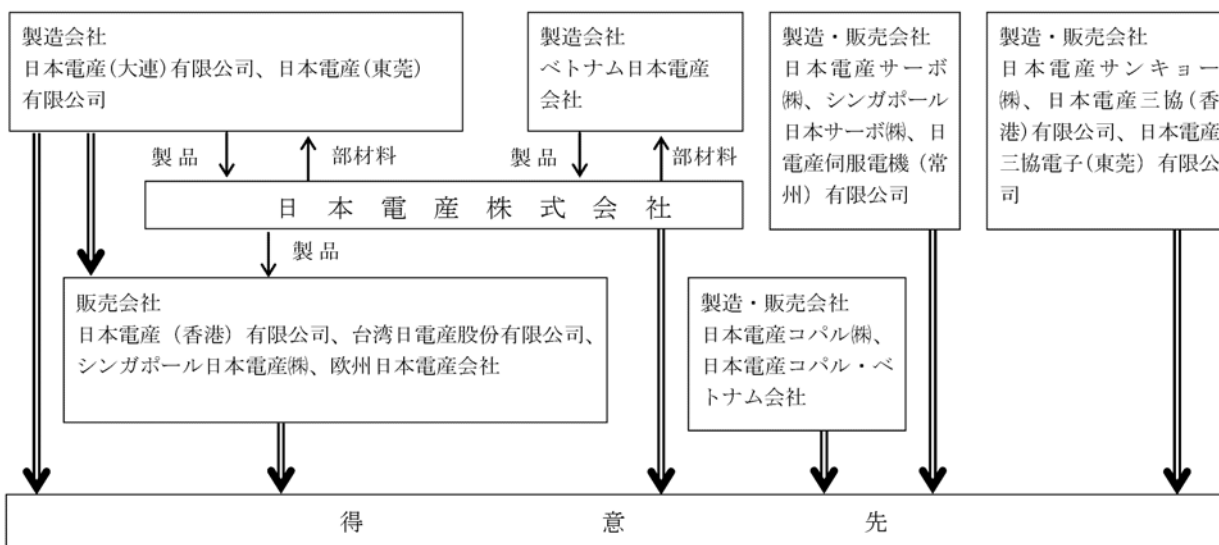 製造会社
日本電産(大連)有限公司、日本電産(東莞)
有限公司
製造会社
ベトナム日本電産
会社
製造・販売会社
日本電産サーボ
㈱、シンガポール
日本サーボ㈱、日
電産伺服電機（常
州）有限公司
製造・販売会社
日本電産サンキョー
㈱、日本電産三協(香
港)有限公司、日本電産
三協電子(東莞）有限公
司
製 品
部材料
製 品
部材料
日 本 電 産 株 式 会 社
製 品
販売会社
日本電産（香港）有限公司、台湾日電産股份有限公司、
シンガポール日本電産㈱、欧州日本電産会社
製造・販売会社
日本電産コパル㈱、
日本電産コパル・ベ
トナム会社
得 意 先